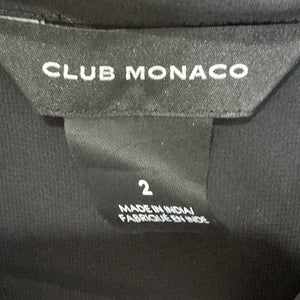 CLUB MONACO
2
MADE IN INDIA/
FABRIQUÉ EN INDE